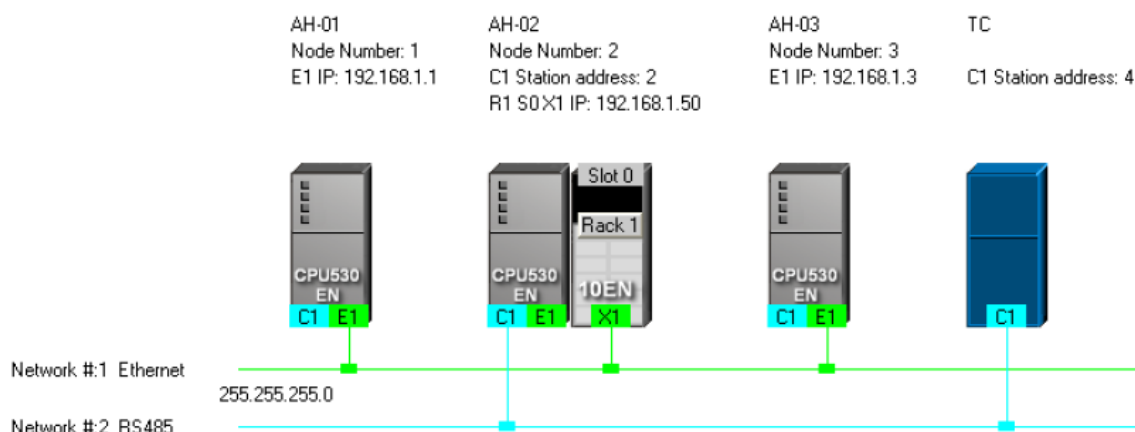 AH-01
Node Number: 1
E1 IP: 192.168.1.1
AH-02
Node Number: 2
C1 Station address: 2
R1 S0 X1 IP: 192.168.1.50
AH-03
Node Number: 3
E1 IP: 192.168.1.3
TC
C1 Station address: 4
CPU530
EN
C1 E1
CPU530
EN
C1 E1
Slot 0
Rack 1
10EN
X1
CPU530
EN
C1 E1
C1
Network #:1 Ethernet
255.255.255.0
Network #:2 RS485